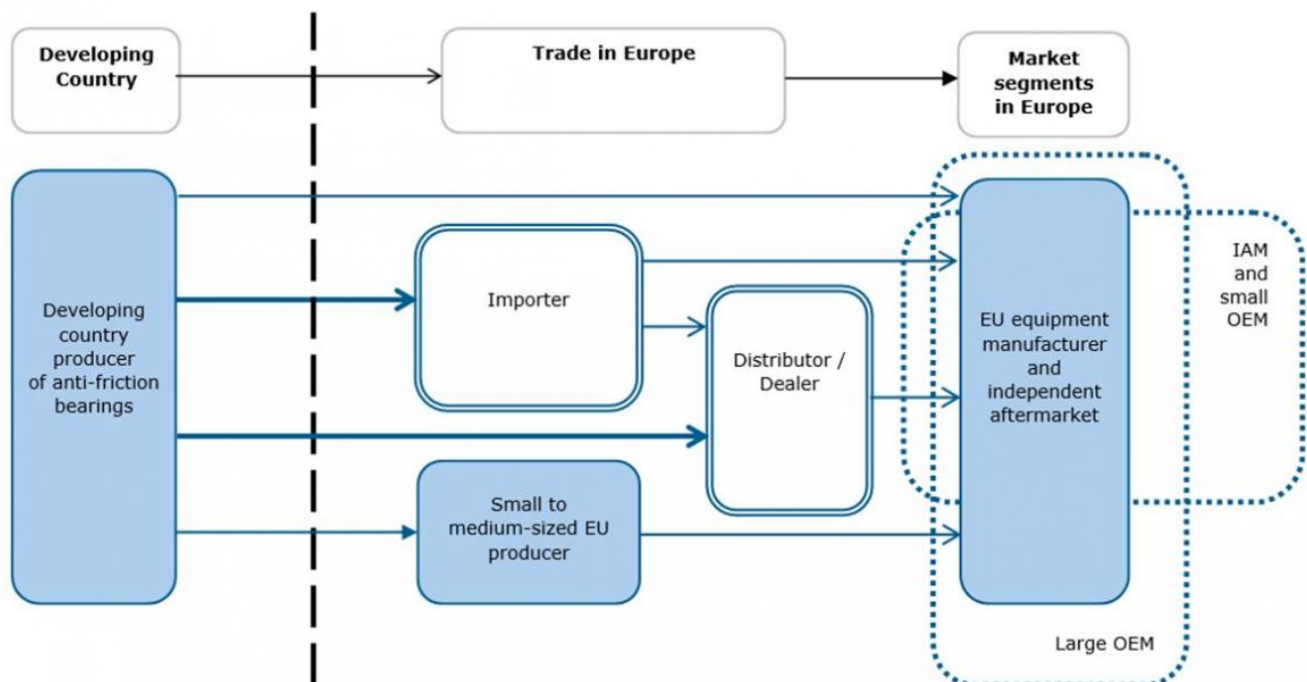 Developing
Country
Trade in Europe
Market
segments
in Europe
Developing
country
producer
of anti-friction
bearings
Importer
Distributor /
Dealer
Small to
medium-sized EU
producer
EU equipment
manufacturer
and
independent
aftermarket
IAM
and
small
OEM
Large OEM